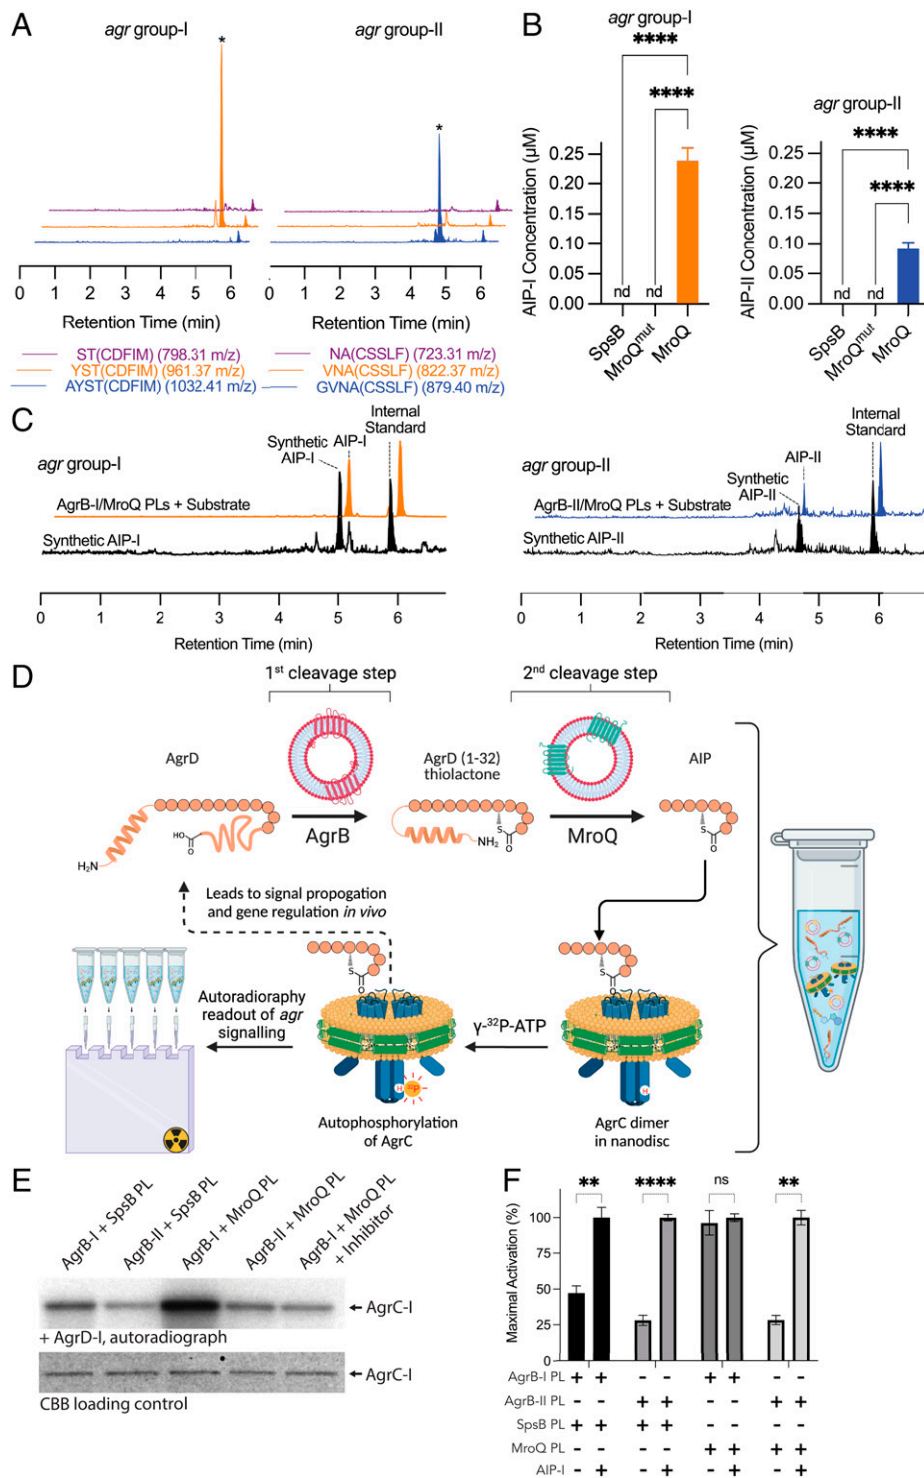 A
agr group-I
agr group-II
*
*
0 1 2 3 4 5 6
0 1 2 3 4 5 6
Retention Time (min)
Retention Time (min)
ST(CDFIM) (798.31 m/z)
YST(CDFIM) (961.37 m/z)
AYST(CDFIM) (1032.41 m/z)
NA(CSSLF) (723.31 m/z)
VNA(CSSLF) (822.37 m/z)
GVNA(CSSLF) (879.40 m/z)
B
agr group-I
****
****
AIP-I Concentration (µM)
0.25
0.20
0.15
0.10
0.05
0.00
nd
nd
SpsB
MroQmut
MroQ
agr group-II
****
****
AIP-II Concentration (µM)
0.25
0.20
0.15
0.10
0.05
0.00
nd
nd
SpsB
MroQmut
MroQ
C
agr group-I
Synthetic
AIP-I
AIP-I
Internal
Standard
AgrB-I/MroQ PLs + Substrate
Synthetic AIP-I
0 1 2 3 4 5 6
Retention Time (min)
agr group-II
Synthetic
AIP-II
AIP-II
Internal
Standard
AgrB-II/MroQ PLs + Substrate
Synthetic AIP-II
0 1 2 3 4 5 6
Retention Time (min)
D
1st cleavage step
2nd cleavage step
AgrD
AgrD (1-32)
thiolactone
AIP
HO
O
H₂N
AgrB
NH₂
S
O
MroQ
S
O
Leads to signal propogation
and gene regulation in vivo
S
O
S
O
Autoradioraphy
readout of agr
signalling
γ-³²P-ATP
H
32P
H
Autophosphorylation
of AgrC
AgrC dimer
in nanodisc
E
AgrB-I + SpsB PL
AgrB-II + SpsB PL
AgrB-I + MroQ PL
AgrB-II + MroQ PL
AgrB-I + MroQ PL
+ Inhibitor
AgrC-I
+ AgrD-I, autoradiograph
AgrC-I
CBB loading control
F
** **** ns **
Maximal Activation (%)
100
75
50
25
AgrB-I PL + + - - + + - -
AgrB-II PL - - + + - - + +
SpsB PL + + + + - - - -
MroQ PL - - - - + + + +
AIP-I - + - + - + - +